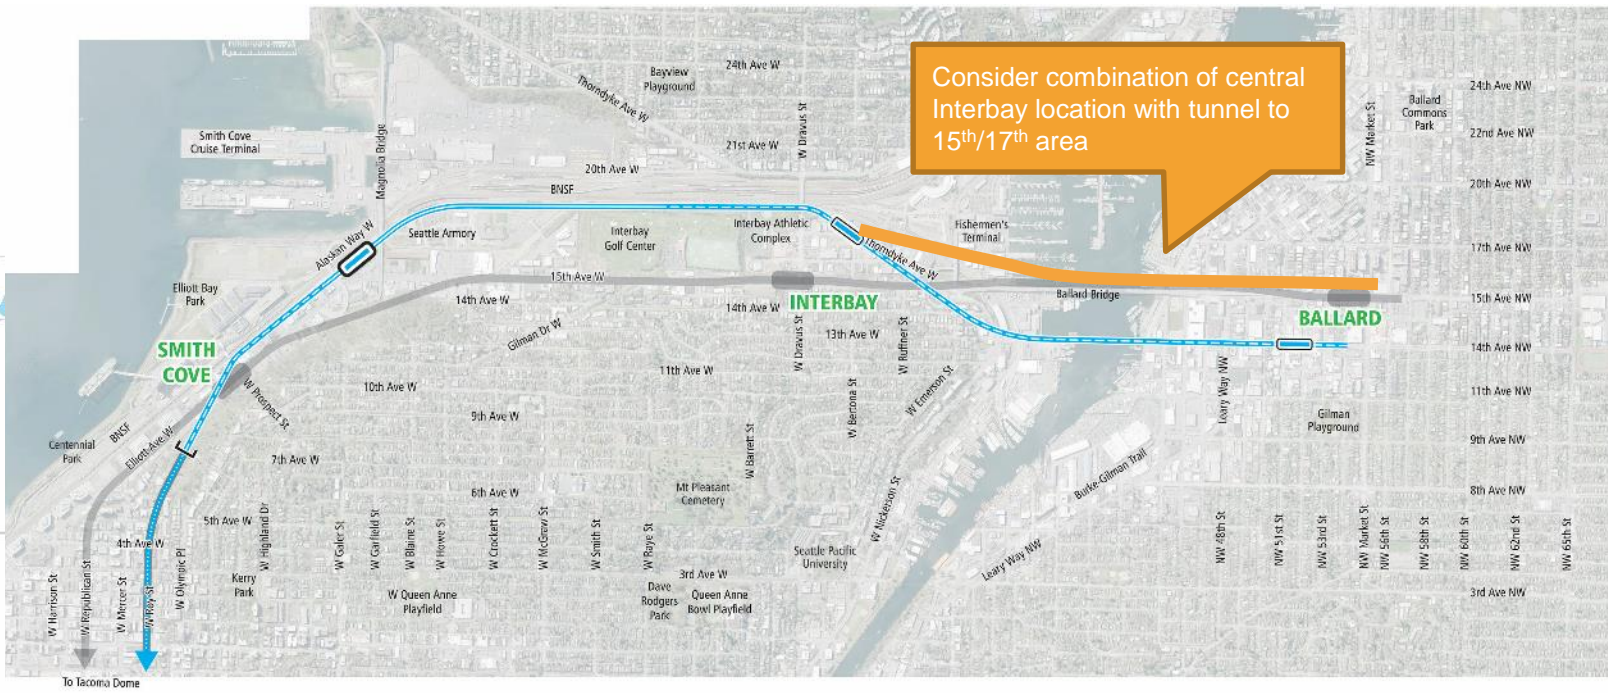 Consider combination of central
Interbay location with tunnel to
15th/17th area
24th Ave W
Bayview
Playground
Thorndyke Ave W
W Dravus St
21st Ave W
20th Ave W
BNSF
Smith Cove
Cruise Terminal
Magnolia Bridge
Alaskan Way W
Seattle Armory
Interbay
Golf Center
Interbay Athletic
Complex
Fishermen's
Terminal
Thorndyke Ave W
NW Market St
Ballard
Commons
Park
24th Ave NW
22nd Ave NW
20th Ave NW
17th Ave NW
15th Ave NW
14th Ave NW
11th Ave NW
9th Ave NW
8th Ave NW
3rd Ave NW
Elliott Bay
Park
15th Ave W
14th Ave W
INTERBAY
14th Ave W
Ballard Bridge
BALLARD
Gilman Dr W
13th Ave W
W Dravus St
W Ruffner St
SMITH
COVE
W Prospect St
10th Ave W
11th Ave W
9th Ave W
W Bertona St
W Emerson St
Leary Way NW
Gilman
Playground
Centennial
Park
BNSF
Elliott Ave W
7th Ave W
W Barrett St
Burke-Gilman Trail
6th Ave W
Mt Pleasant
Cemetery
W Nickerson St
5th Ave W
4th Ave W
W Highland Dr
W Galer St
W Garfield St
W Blaine St
W Howe St
W Crockett St
W McGraw St
W Smith St
W Raye St
Seattle Pacific
University
Leary Way NW
NW 48th St
NW 51st St
NW 53rd St
NW Market St
NW 56th St
NW 58th St
NW 60th St
NW 62nd St
NW 65th St
W Harrison St
W Republican St
W Mercer St
W Roy St
W Olympic Pl
Kerry
Park
W Queen Anne
Playfield
3rd Ave W
Dave
Rodgers
Park
Queen Anne
Bowl Playfield
To Tacoma Dome